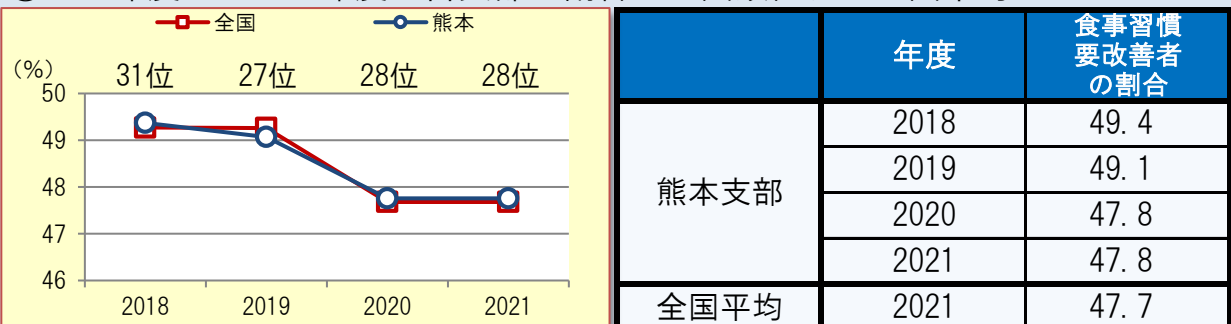 全国 熊本
(%) 31位 27位 28位 28位
50
49
48
47
46
2018 2019 2020 2021
年度 食事習慣
要改善者
の割合
熊本支部 2018 49.4
2019 49.1
2020 47.8
2021 47.8
全国平均 2021 47.7